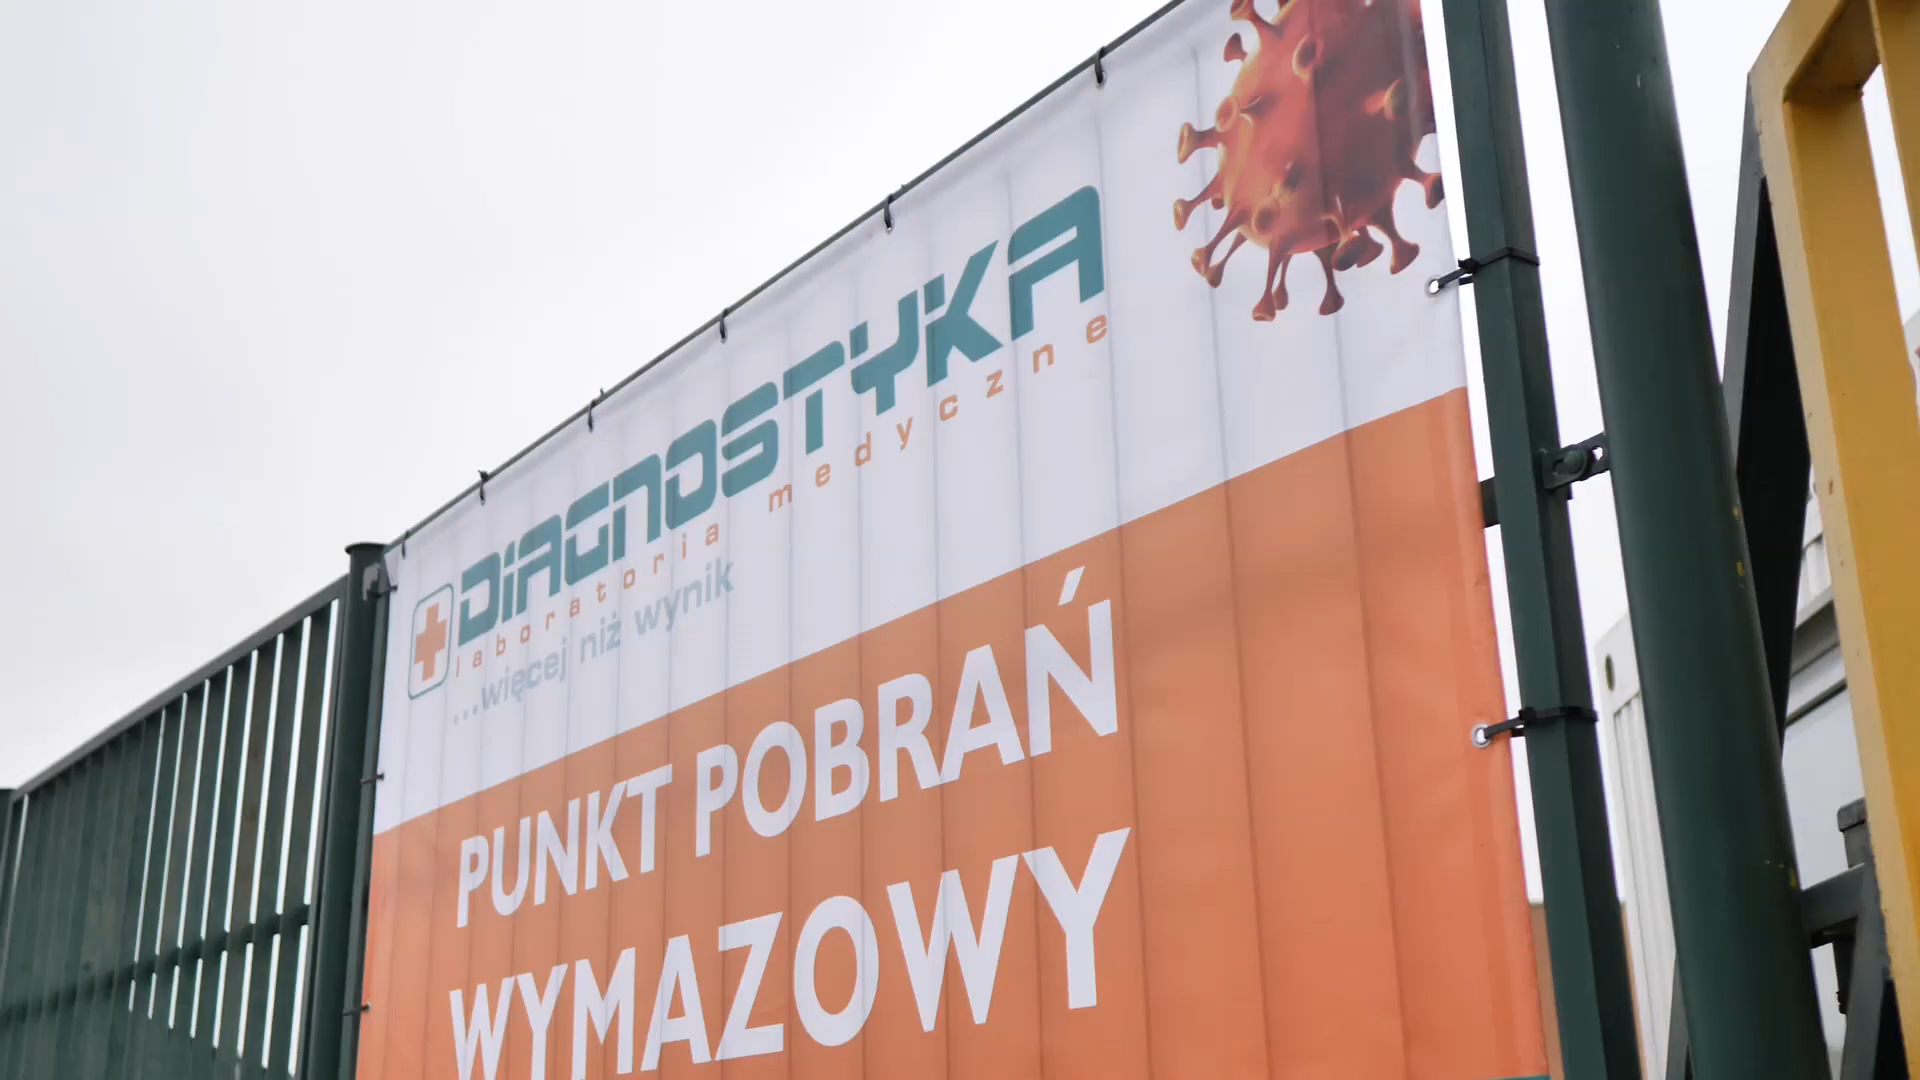 DIAGNOSTYKA
laboratoria medyczne
...więcej niż wynik
PUNKT POBRAŃ
WYMAZOWY